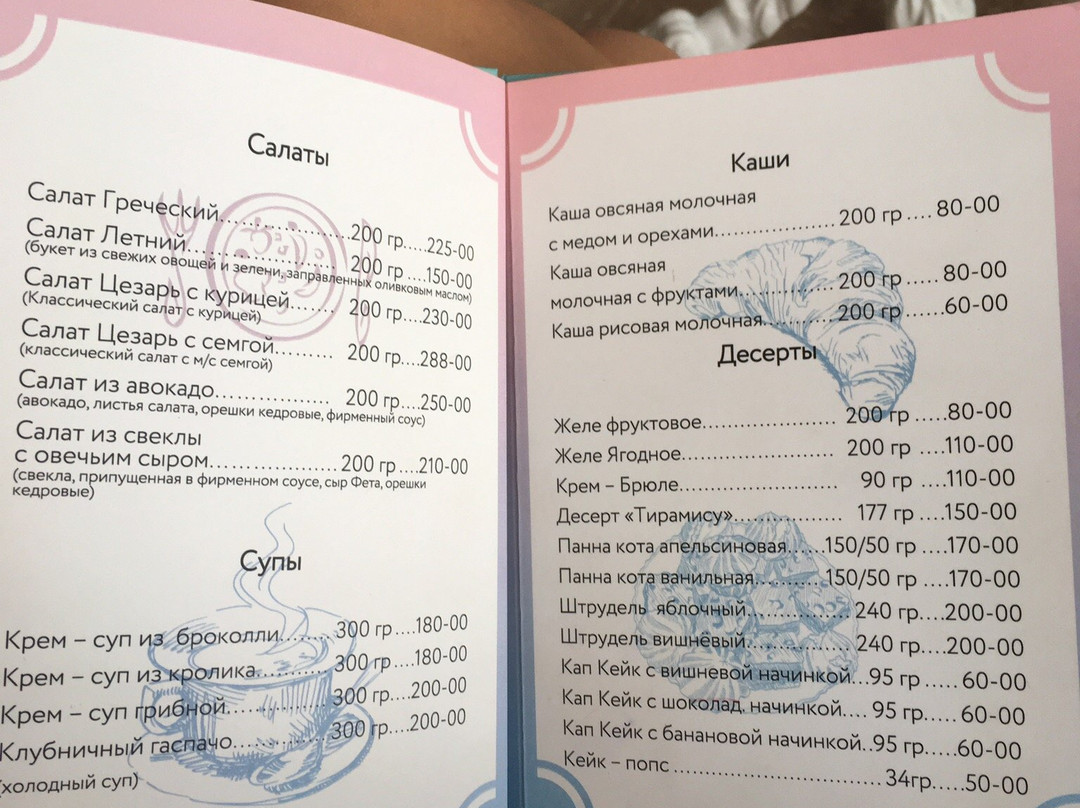 Салаты
Салат Греческий.....................200 гр.....225-00
Салат Летний........................ 200 гр ....150-00
(букет из свежих овощей и зелени, заправленных оливковым маслом)
Салат Цезарь с курицей....... 200 гр....230-00
(Классический салат с курицей)
Салат Цезарь с семгой......... 200 гр....288-00
(классический салат с м/с семгой)
Салат из авокадо.................. 200 гр....250-00
(авокадо, листья салата, орешки кедровые, фирменный соус)
Салат из свеклы
с овечьим сыром.................... 200 гр ....210-00
(свекла, припущенная в фирменном соусе, сыр Фета, орешки
кедровые)
Супы
Крем – суп из броколли........ 300 гр....180-00
Крем – суп из кролика........... 300 гр....180-00
Крем – суп грибной................ 300 гр....200-00
Клубничный гаспачо............... 300 гр....200-00
(холодный суп)
Каши
Каша овсяная молочная
с медом и орехами................... 200 гр .... 80-00
Каша овсяная
молочная с фруктами................200 гр ..... 80-00
Каша рисовая молочная............200 гр ......60-00
Десерты
Желе фруктовое...................... 200 гр .....80-00
Желе Ягодное.......................... 200 гр ....110-00
Крем – Брюле.......................... 90 гр ....110-00
Десерт «Тирамису».................. 177 гр ....150-00
Панна кота апельсиновая......150/50 гр ....170-00
Панна кота ванильная...........150/50 гр ....170-00
Штрудель яблочный................. 240 гр....200-00
Штрудель вишнёвый................. 240 гр....200-00
Кап Кейк с вишневой начинкой...95 гр ..... 60-00
Кап Кейк с шоколад. начинкой.... 95 гр..... 60-00
Кап Кейк с банановой начинкой..95 гр.....60-00
Кейк – попс ................................ 34гр....50-00